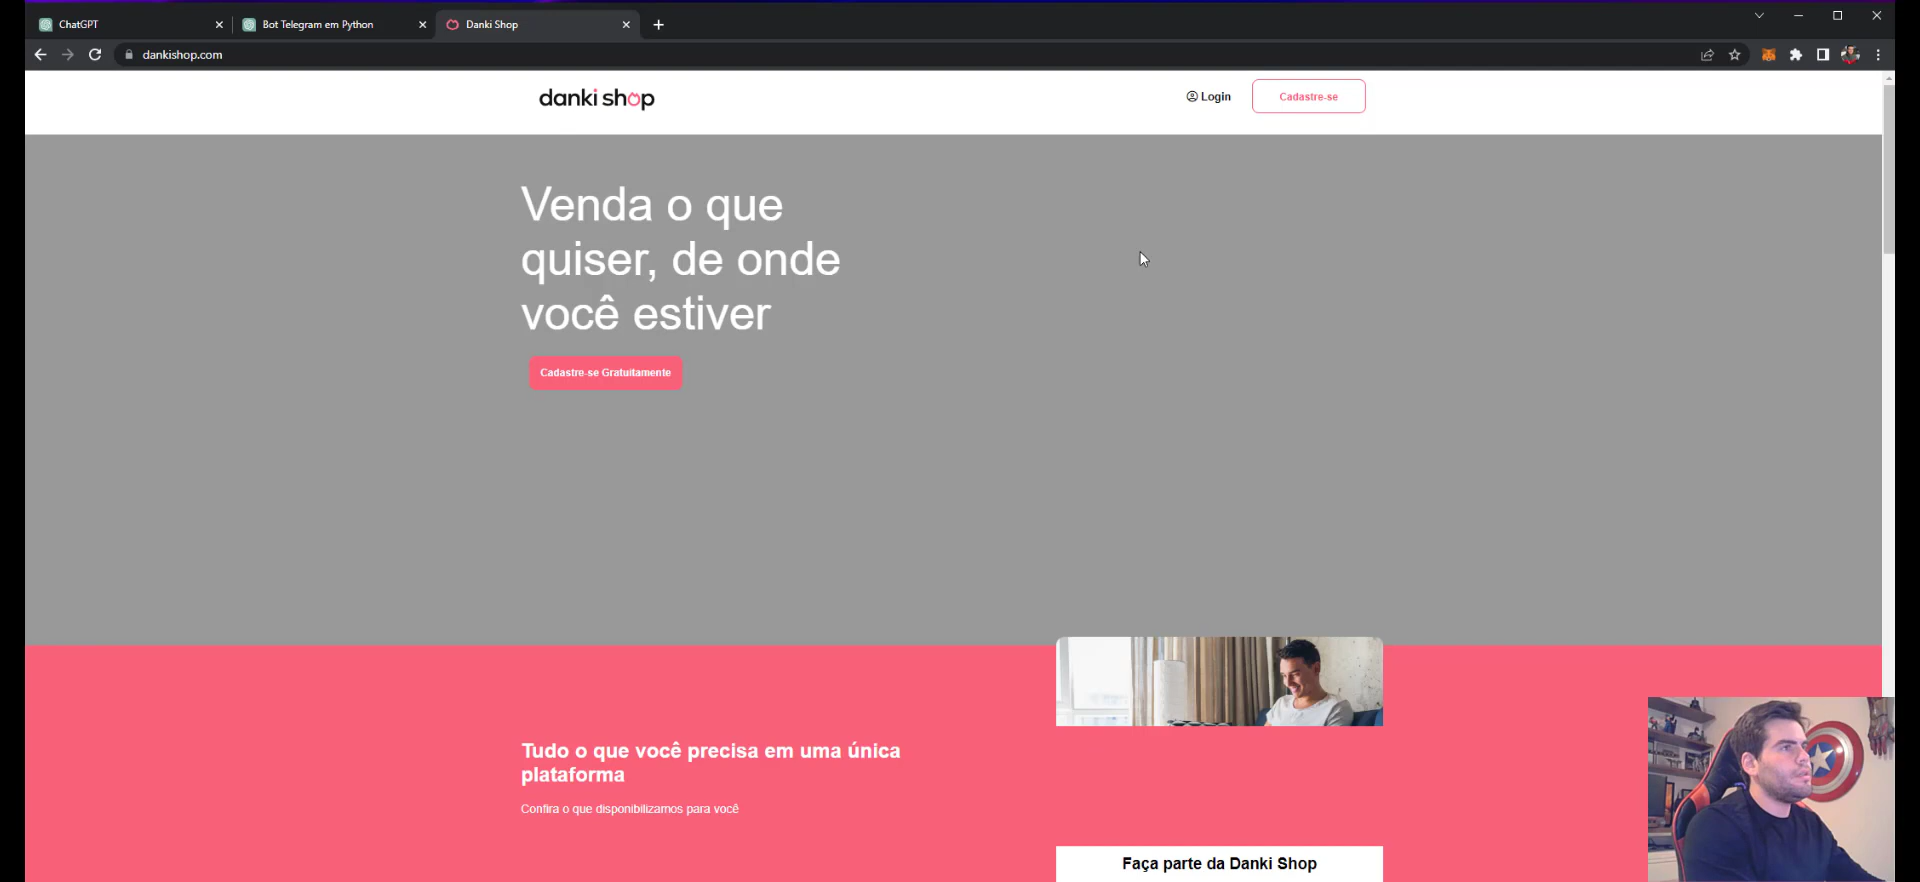 ChatGPT
Bot Telegram em Python
Danki Shop
dankishop.com
danki shop
Login
Cadastre-se
Venda o que
quiser, de onde
você estiver
Cadastre-se Gratuitamente
Tudo o que você precisa em uma única
plataforma
Confira o que disponibilizamos para você
Faça parte da Danki Shop